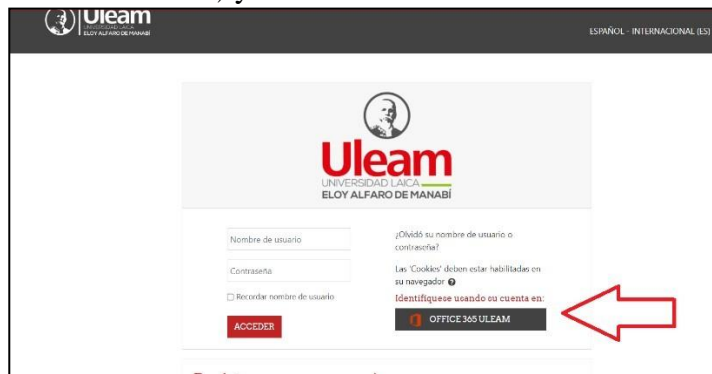 Uleam
UNIVERSIDAD LAICA
ELOY ALFARO DE MANABÍ
ESPAÑOL - INTERNACIONAL (ES)
Uleam
UNIVERSIDAD LAICA
ELOY ALFARO DE MANABÍ
Nombre de usuario
Contraseña
Recordar nombre de usuario
ACCEDER
¿Olvidó su nombre de usuario o
contraseña?
Las 'Cookies' deben estar habilitadas en
su navegador
Identifíquese usando su cuenta en:
OFFICE 365 ULEAM